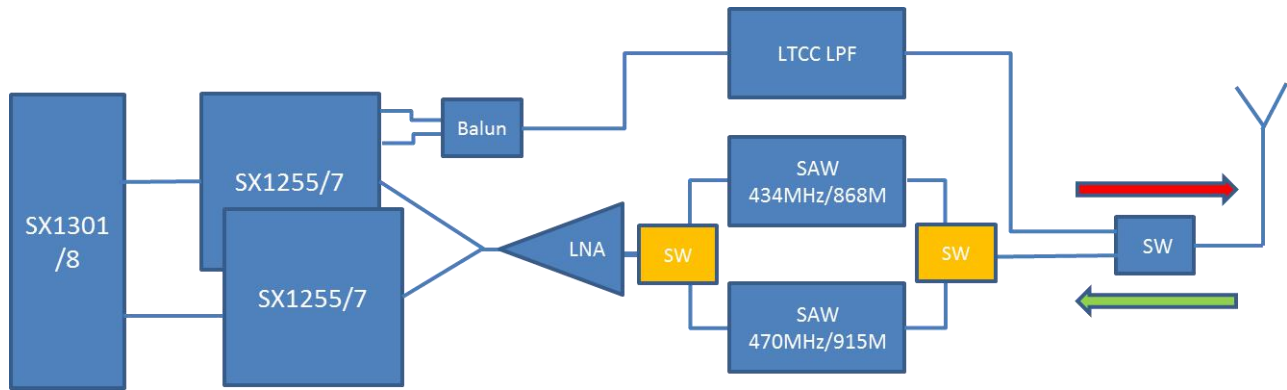 SX1301
/8
SX1255/7
SX1255/7
Balun
LTCC LPF
LNA
SW
SAW
434MHz/868M
SAW
470MHz/915M
SW
SW